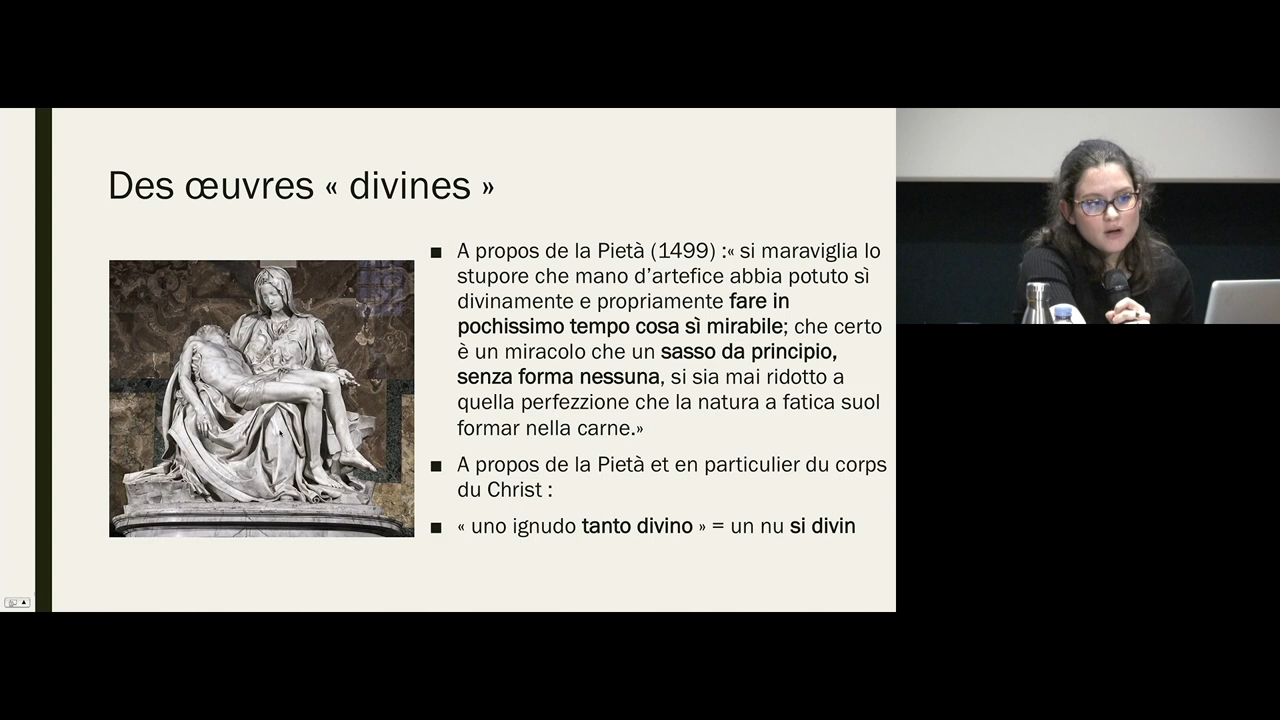 Des œuvres « divines »
■ A propos de la Pietà (1499) :« si maraviglia lo
stupore che mano d’artefice abbia potuto sì
divinamente e propriamente fare in
pochissimo tempo cosa sì mirabile; che certo
è un miracolo che un sasso da principio,
senza forma nessuna, si sia mai ridotto a
quella perfezzione che la natura a fatica suol
formar nella carne.»
■ A propos de la Pietà et en particulier du corps
du Christ :
■ « uno ignudo tanto divino » = un nu si divin